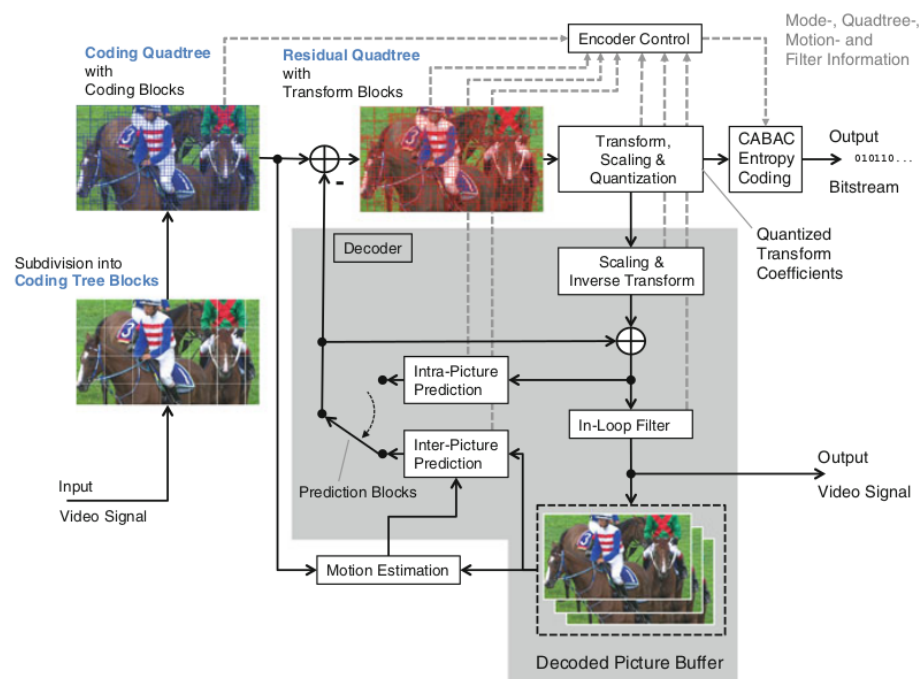 Coding Quadtree
with
Coding Blocks
Residual Quadtree
with
Transform Blocks
Encoder Control
Mode-, Quadtree-,
Motion- and
Filter Information
3
Transform,
Scaling &
Quantization
CABAC
Entropy
Coding
Output
010110...
Bitstream
Subdivision into
Coding Tree Blocks
-
Decoder
Scaling &
Inverse Transform
Quantized
Transform
Coefficients
3
Intra-Picture
Prediction
In-Loop Filter
Inter-Picture
Prediction
Prediction Blocks
Output
Video Signal
Input
Video Signal
Motion Estimation
3
Decoded Picture Buffer